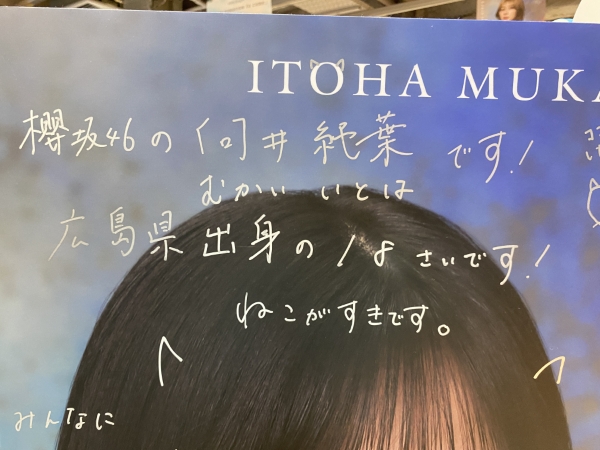 ITOHA MUKA
櫻坂46の向井純葉です!
むかい いとは
広島県出身の18さいです!
ねこがすきです。
みんなに